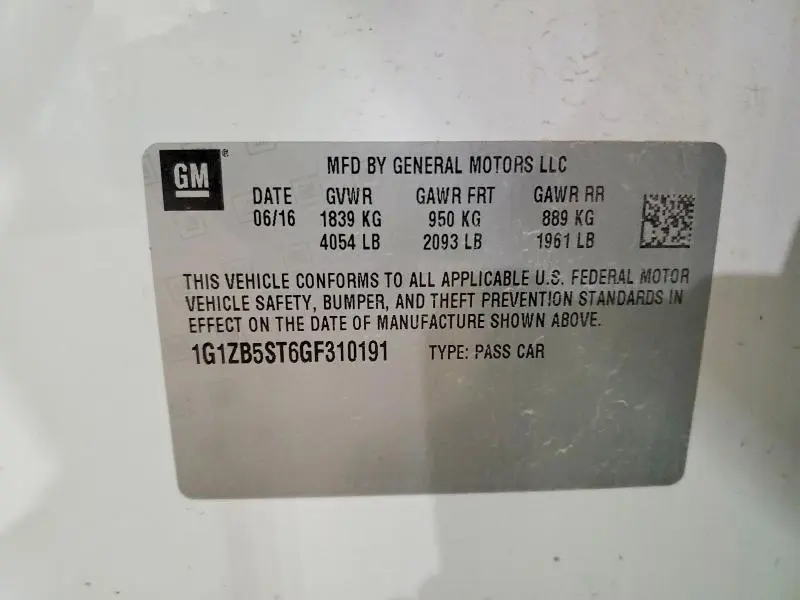 GM®
MFD BY GENERAL MOTORS LLC
DATE GVWR GAWR FRT GAWR RR
06/16 1839 KG 950 KG 889 KG
4054 LB 2093 LB 1961 LB
THIS VEHICLE CONFORMS TO ALL APPLICABLE U.S. FEDERAL MOTOR
VEHICLE SAFETY, BUMPER, AND THEFT PREVENTION STANDARDS IN
EFFECT ON THE DATE OF MANUFACTURE SHOWN ABOVE.
1G1ZB5ST6GF310191 TYPE: PASS CAR